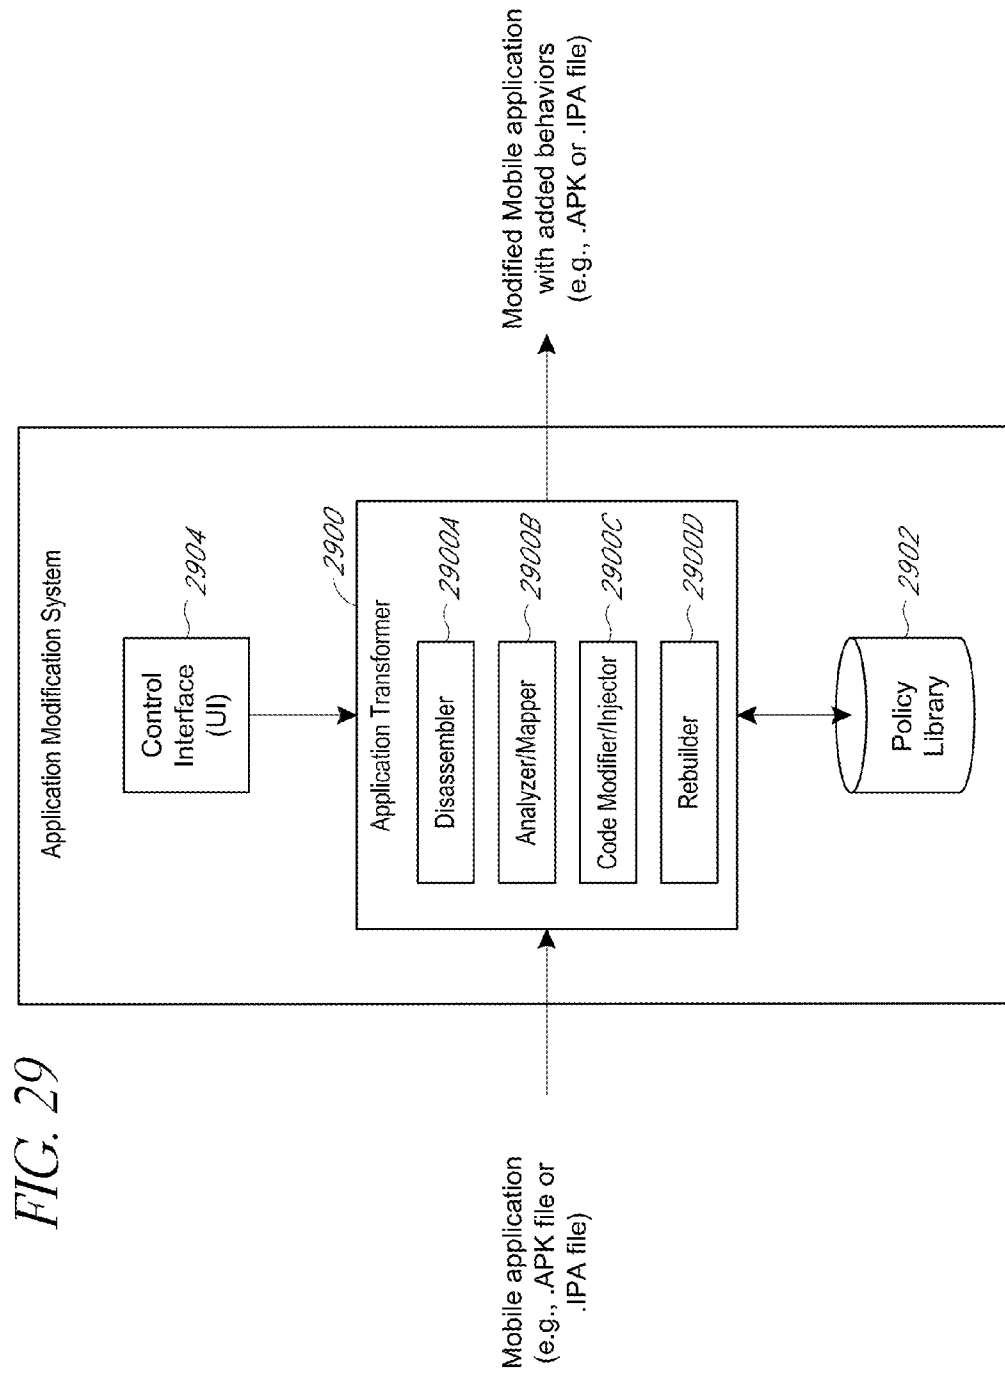 FIG. 29
Application Modification System
Control
Interface
(UI)
2904
2900
Application Transformer
Disassembler
2900A
Analyzer/Mapper
2900B
Code Modifier/Injector
2900C
Rebuilder
2900D
Mobile application
(e.g., .APK file or
.IPA file)
Modified Mobile application
with added behaviors
(e.g., .APK or .IPA file)
Policy
Library
2902